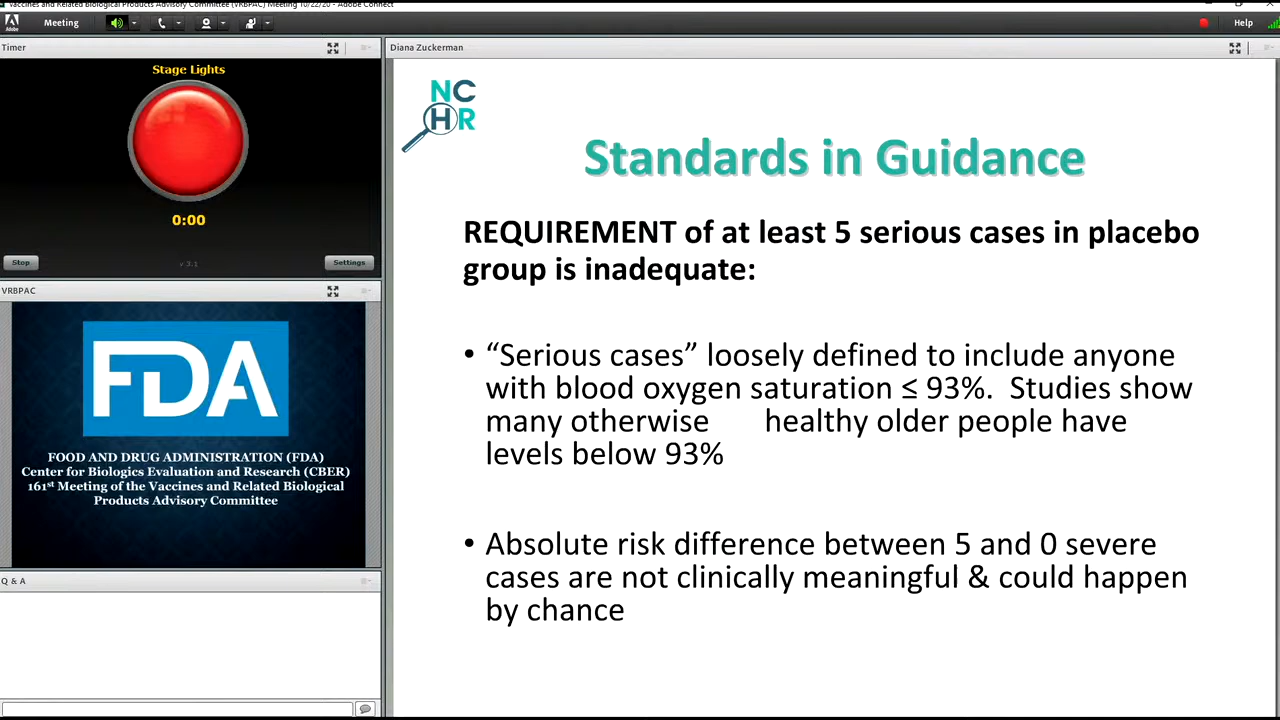 Vaccines and Related Biological Products Advisory Committee (VRBPAC) Meeting 10/22/20 - Adobe Connect
Adobe
Meeting
Help
Timer
Stage Lights
0:00
Stop
v 3.1
Settings
VRBPAC
FDA
FOOD AND DRUG ADMINISTRATION (FDA)
Center for Biologics Evaluation and Research (CBER)
161st Meeting of the Vaccines and Related Biological
Products Advisory Committee
Q & A
Diana Zuckerman
NC
HR
Standards in Guidance
REQUIREMENT of at least 5 serious cases in placebo
group is inadequate:
• “Serious cases” loosely defined to include anyone
with blood oxygen saturation ≤ 93%.  Studies show
many otherwise      healthy older people have
levels below 93%
• Absolute risk difference between 5 and 0 severe
cases are not clinically meaningful & could happen
by chance